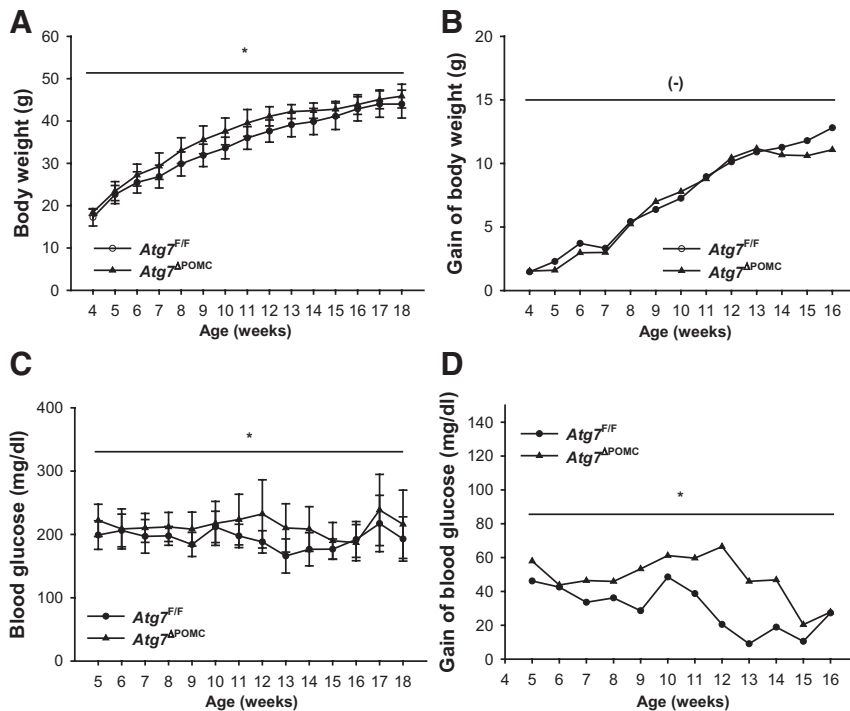 A
Body weight (g)
60
50
40
30
20
10
0
*
Atg7F/F
Atg7ΔPOMC
4 5 6 7 8 9 10 11 12 13 14 15 16 17 18
Age (weeks)
B
Gain of body weight (g)
20
15
10
5
0
(-)
Atg7F/F
Atg7ΔPOMC
4 5 6 7 8 9 10 11 12 13 14 15 16
Age (weeks)
C
Blood glucose (mg/dl)
400
300
200
100
0
*
Atg7F/F
Atg7ΔPOMC
5 6 7 8 9 10 11 12 13 14 15 16 17 18
Age (weeks)
D
Gain of blood glucose (mg/dl)
140
120
100
80
60
40
20
0
Atg7F/F
Atg7ΔPOMC
*
4 5 6 7 8 9 10 11 12 13 14 15 16
Age (weeks)